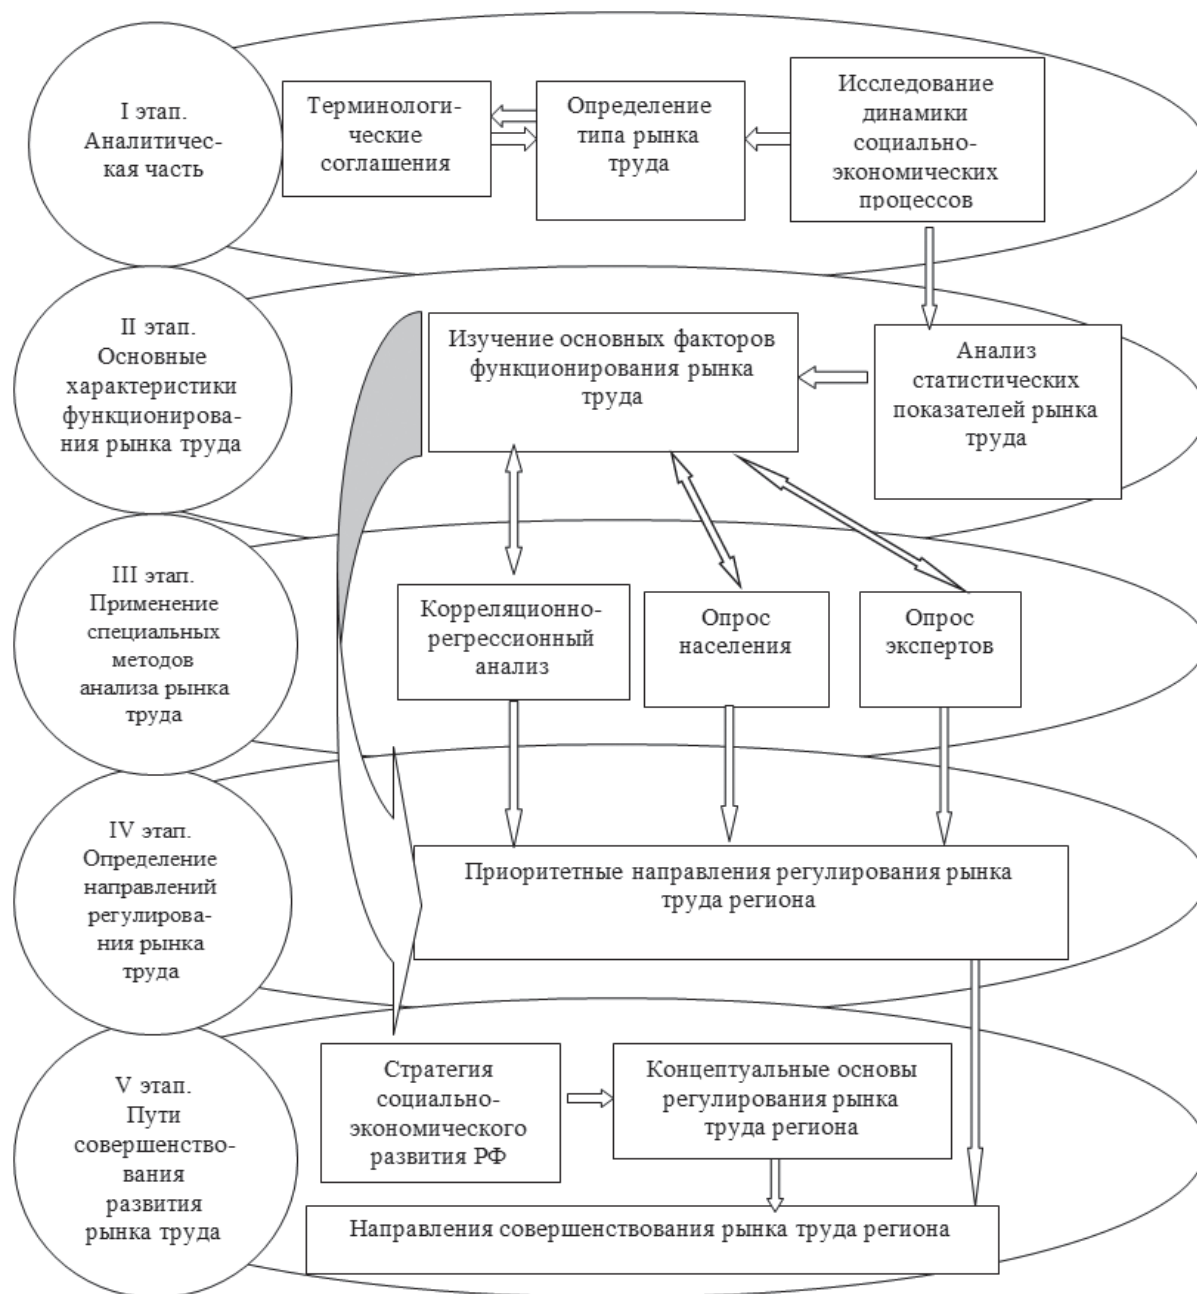 I этап.
Аналитичес-
кая часть
Терминологи-
ческие
соглашения
Определение
типа рынка
труда
Исследование
динамики
социально-
экономических
процессов
II этап.
Основные
характеристики
функционирова-
ния рынка труда
Изучение основных факторов
функционирования рынка
труда
Анализ
статистических
показателей рынка
труда
III этап.
Применение
специальных
методов
анализа рынка
труда
Корреляционно-
регрессионный
анализ
Опрос
населения
Опрос
экспертов
IV этап.
Определение
направлений
регулирова-
ния рынка
труда
Приоритетные направления регулирования рынка
труда региона
V этап.
Пути
совершенство-
вания
развития
рынка труда
Стратегия
социально-
экономического
развития РФ
Концептуальные основы
регулирования рынка
труда региона
Направления совершенствования рынка труда региона